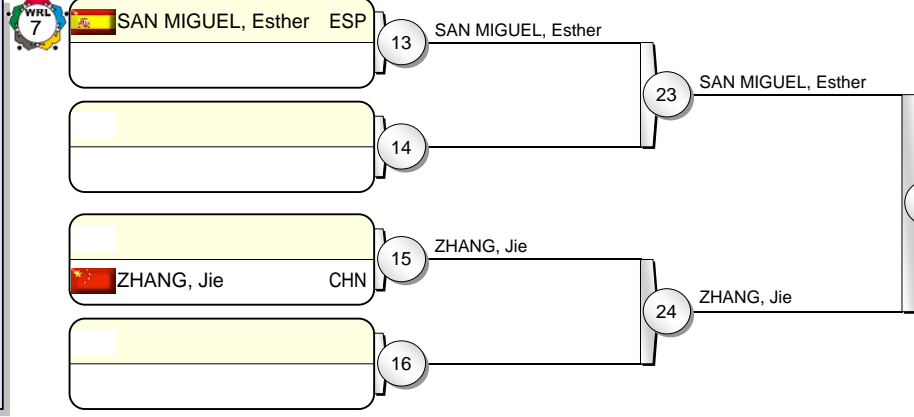 WRL
7
SAN MIGUEL, Esther ESP
13
SAN MIGUEL, Esther
23
SAN MIGUEL, Esther
14
15
ZHANG, Jie
ZHANG, Jie CHN
24
ZHANG, Jie
16